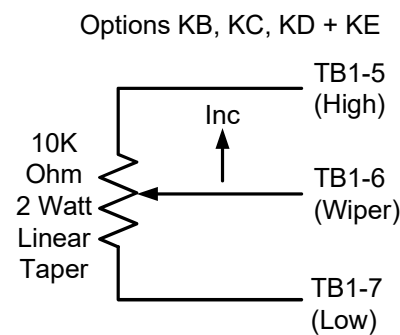 Options KB, KC, KD + KE
TB1-5
(High)
Inc
10K
Ohm
2 Watt
Linear
Taper
TB1-6
(Wiper)
TB1-7
(Low)